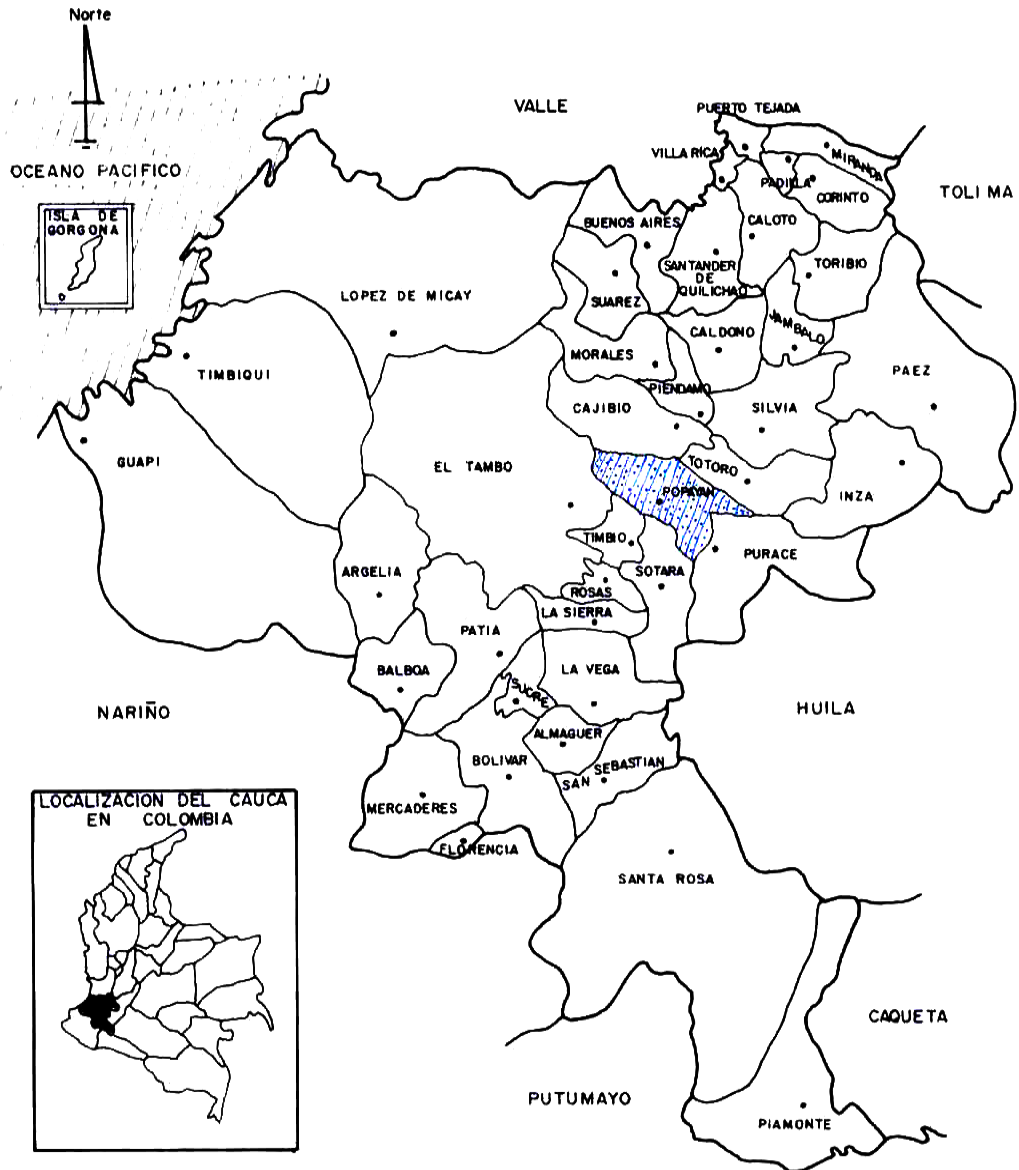 Norte
VALLE
PUERTO TEJADA
OCEANO PACIFICO
VILLA RICA
MIRANDA
PADILLA
CORINTO
TOLIMA
ISLA DE
GORGONA
BUENOS AIRES
CALOTO
SANTANDER
DE
QUILICHAO
TORIBIO
LOPEZ DE MICAY
SUAREZ
JAMBALO
CALDONO
MORALES
PAEZ
TIMBIQUI
PIENDAMO
CAJIBIO
SILVIA
GUAPI
EL TAMBO
TOTORO
POPAYAN
INZA
TIMBIO
PURACE
ARGELIA
SOTARA
ROSAS
LA SIERRA
PATIA
BALBOA
LA VEGA
SUCRE
NARIÑO
HUILA
ALMAGUER
BOLIVAR
SAN SEBASTIAN
MERCADERES
FLORENCIA
LOCALIZACION DEL CAUCA
EN COLOMBIA
SANTA ROSA
CAQUETA
PUTUMAYO
PIAMONTE